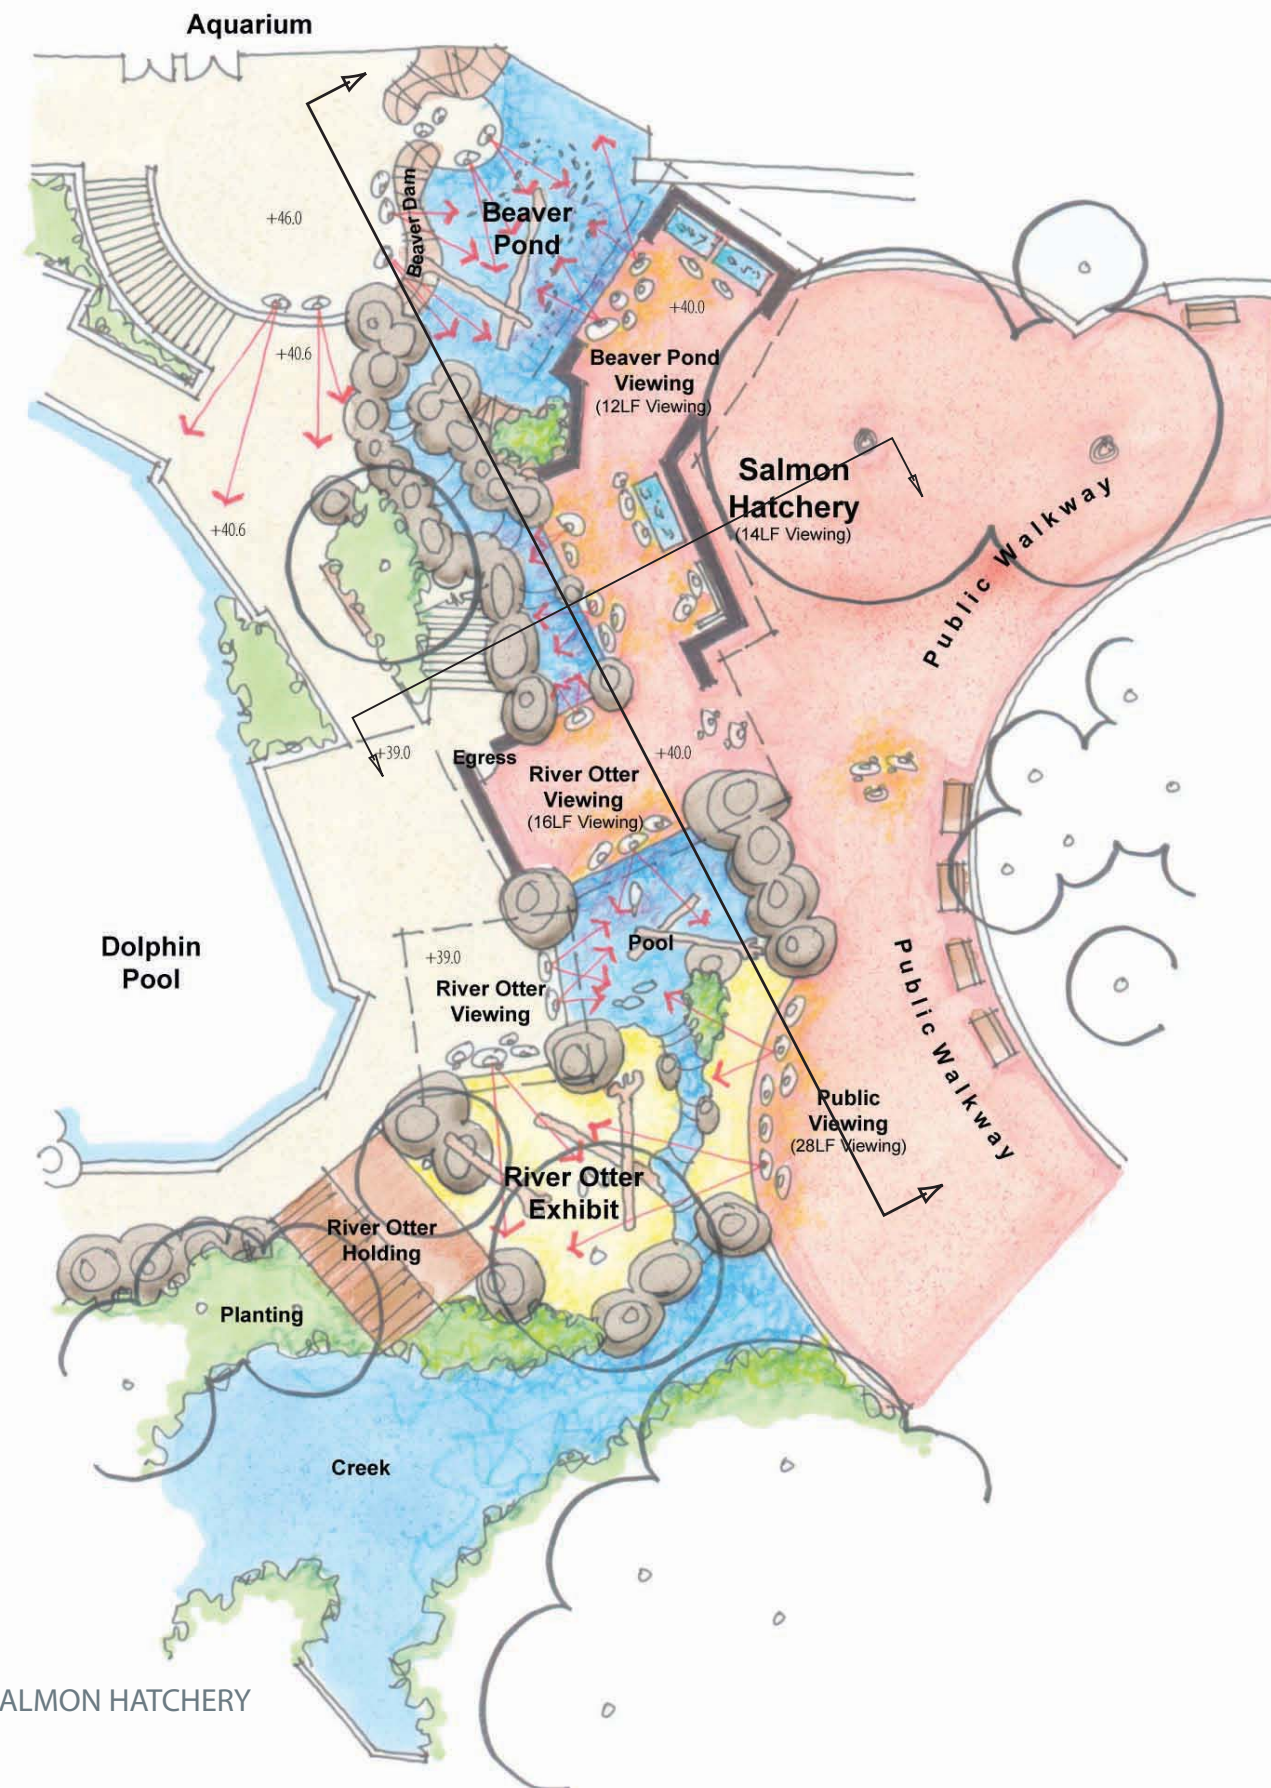 Aquarium
+46.0
Beaver Dam
Beaver
Pond
+40.0
+40.6
Beaver Pond
Viewing
(12LF Viewing)
Salmon
Hatchery
(14LF Viewing)
Public Walkway
+40.6
+39.0
Egress
+40.0
River Otter
Viewing
(16LF Viewing)
Dolphin
Pool
+39.0
River Otter
Viewing
Pool
Public Walkway
Public
Viewing
(28LF Viewing)
River Otter
Exhibit
River Otter
Holding
Planting
Creek
ALMON HATCHERY